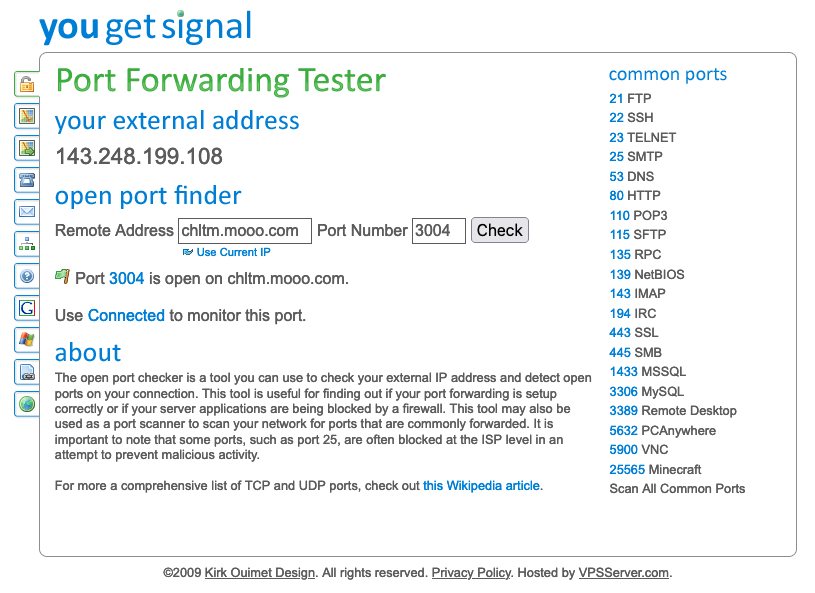 you get signal
Port Forwarding Tester
your external address
143.248.199.108
open port finder
Remote Address chltm.mooo.com Port Number 3004 Check
Use Current IP
Port 3004 is open on chltm.mooo.com.
Use Connected to monitor this port.
about
The open port checker is a tool you can use to check your external IP address and detect open
ports on your connection. This tool is useful for finding out if your port forwarding is setup
correctly or if your server applications are being blocked by a firewall. This tool may also be
used as a port scanner to scan your network for ports that are commonly forwarded. It is
important to note that some ports, such as port 25, are often blocked at the ISP level in an
attempt to prevent malicious activity.
For more a comprehensive list of TCP and UDP ports, check out this Wikipedia article.
common ports
21 FTP
22 SSH
23 TELNET
25 SMTP
53 DNS
80 HTTP
110 POP3
115 SFTP
135 RPC
139 NetBIOS
143 IMAP
194 IRC
443 SSL
445 SMB
1433 MSSQL
3306 MySQL
3389 Remote Desktop
5632 PCAnywhere
5900 VNC
25565 Minecraft
Scan All Common Ports
©2009 Kirk Ouimet Design. All rights reserved. Privacy Policy. Hosted by VPSServer.com.